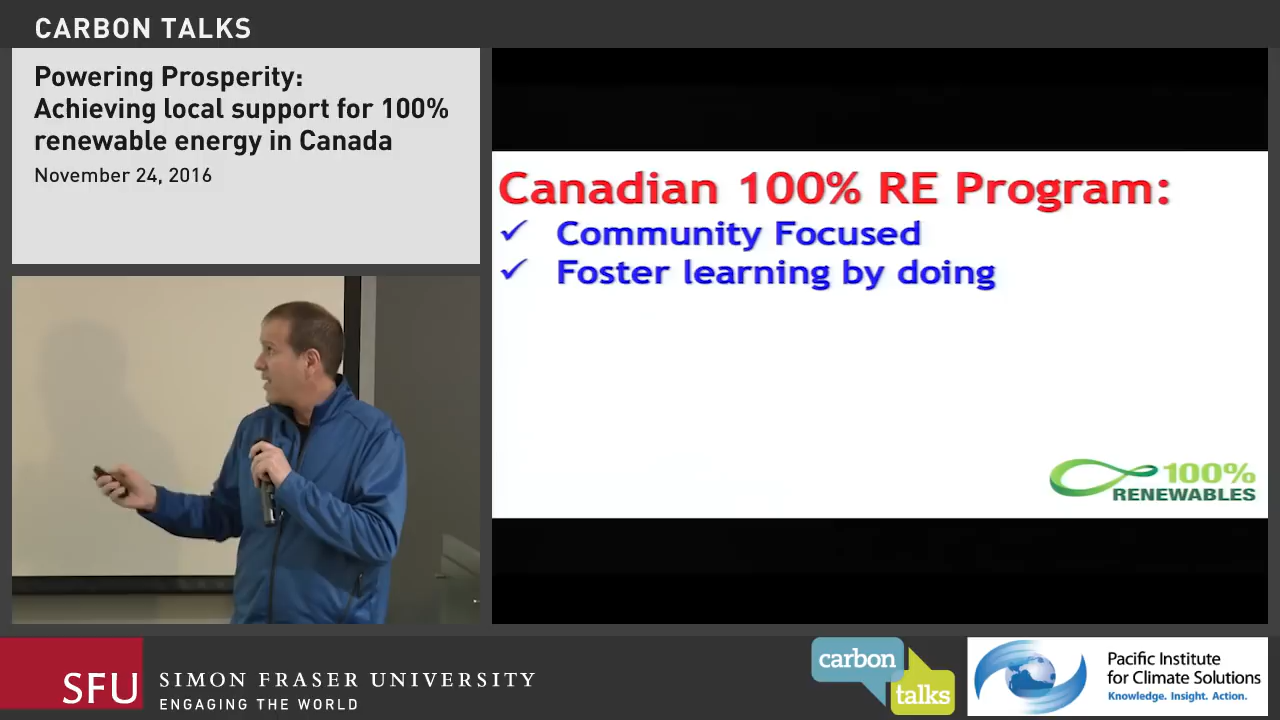 CARBON TALKS
Powering Prosperity:
Achieving local support for 100%
renewable energy in Canada
November 24, 2016
Canadian 100% RE Program:
✓ Community Focused
✓ Foster learning by doing
100%
RENEWABLES
SFU
SIMON FRASER UNIVERSITY
ENGAGING THE WORLD
carbon
talks
Pacific Institute
for Climate Solutions
Knowledge. Insight. Action.